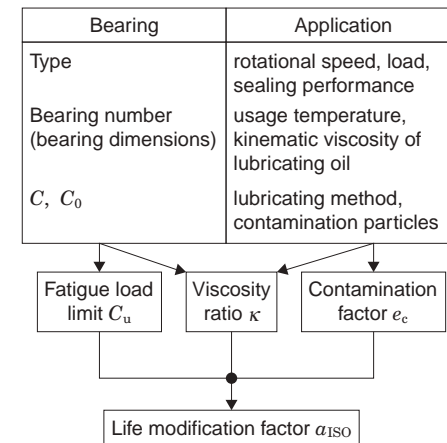 Bearing
Application
Type
rotational speed, load,
sealing performance
Bearing number
(bearing dimensions)
usage temperature,
kinematic viscosity of
lubricating oil
C, C0
lubricating method,
contamination particles
Fatigue load
limit Cu
Viscosity
ratio κ
Contamination
factor ec
Life modification factor aISO